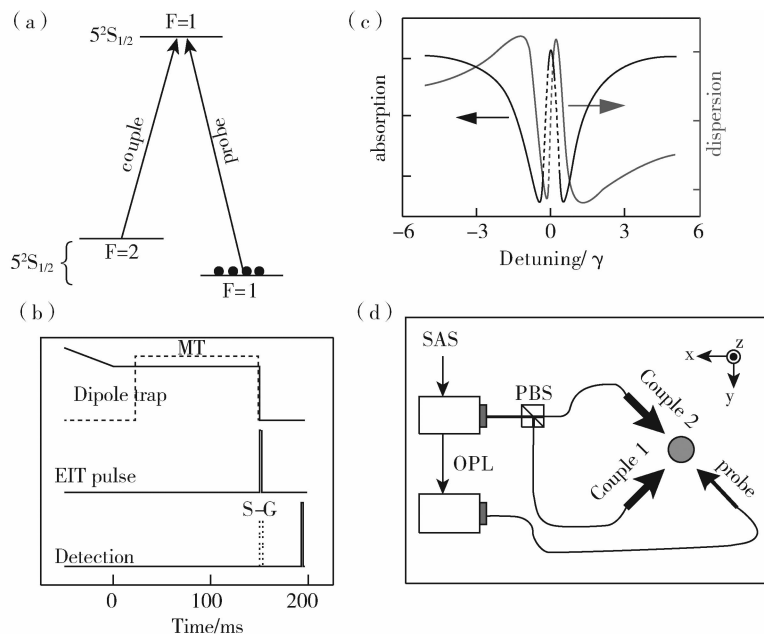 (a)
F=1
5²S₁/₂
couple
probe
F=2
5²S₁/₂
F=1
(b)
MT
Dipole trap
EIT pulse
S-G
Detection
0 100 200
Time/ms
(c)
absorption
dispersion
-6 -3 0 3 6
Detuning/ γ
(d)
SAS
PBS
OPL
Couple 2
Couple 1
probe
x
z
y